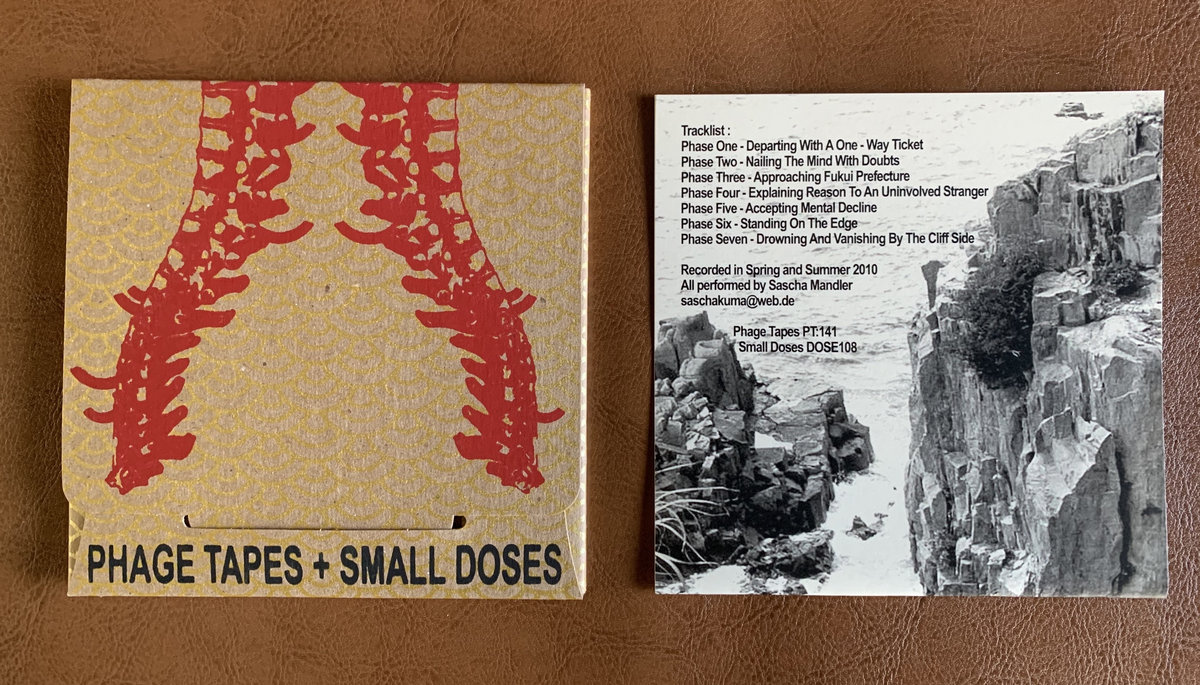 PHAGE TAPES + SMALL DOSES
Tracklist :
Phase One - Departing With A One - Way Ticket
Phase Two - Nailing The Mind With Doubts
Phase Three - Approaching Fukui Prefecture
Phase Four - Explaining Reason To An Uninvolved Stranger
Phase Five - Accepting Mental Decline
Phase Six - Standing On The Edge
Phase Seven - Drowning And Vanishing By The Cliff Side
Recorded in Spring and Summer 2010
All performed by Sascha Mandler
saschakuma@web.de
Phage Tapes PT:141
Small Doses DOSE108